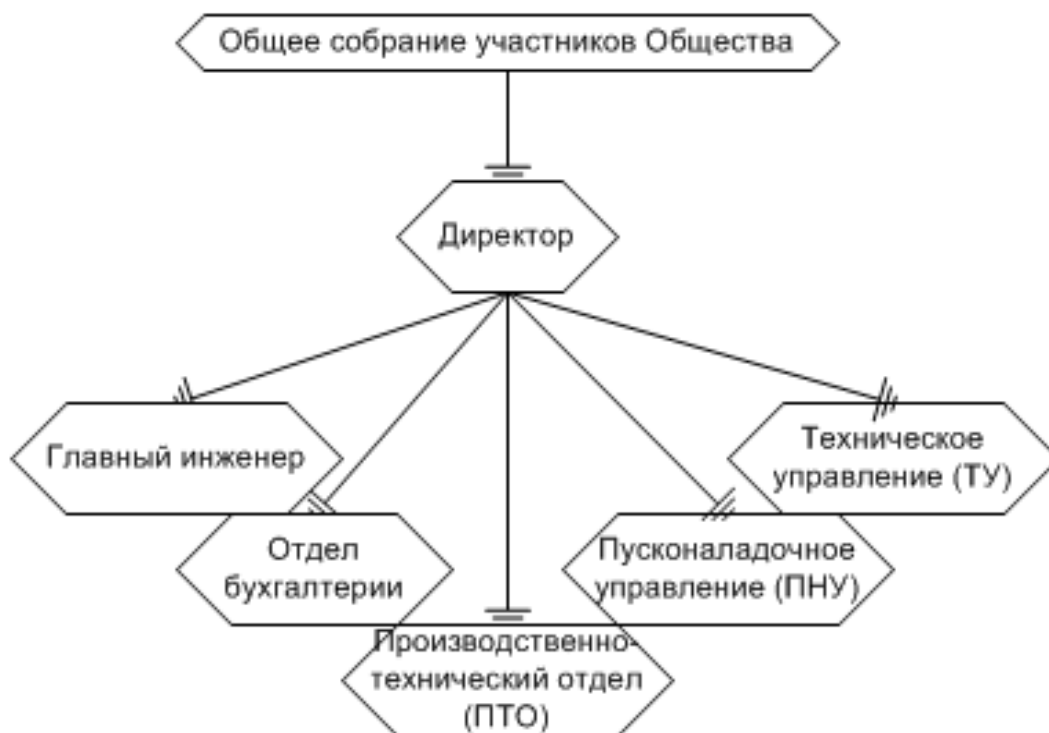 Общее собрание участников Общества
Директор
Главный инженер
Техническое
управление (ТУ)
Отдел
бухгалтерии
Пусконаладочное
управление (ПНУ)
Производственно-
технический отдел
(ПТО)